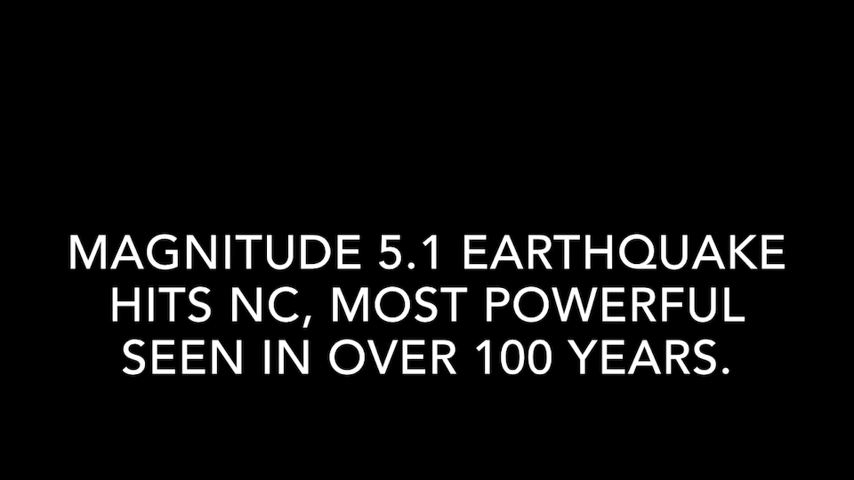 MAGNITUDE 5.1 EARTHQUAKE
HITS NC, MOST POWERFUL
SEEN IN OVER 100 YEARS.